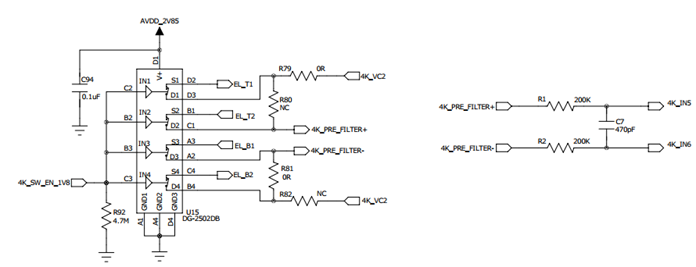 AVDD_2V85
D1
V+
C94
0.1uF
C2
IN1
S1
D2
EL_T1
D1
D3
R79
0R
4K_VC2
R80
NC
B2
IN2
S2
B1
EL_T2
D2
C1
4K_PRE_FILTER+
B3
IN3
S3
A3
EL_B1
D3
A2
4K_PRE_FILTER-
R81
0R
4K_SW_EN_1V8
C3
IN4
S4
C4
EL_B2
D4
B4
R82
NC
4K_VC2
R92
4.7M
GND1
GND2
GND3
A1
A4
D4
U15
DG-2502DB
4K_PRE_FILTER+
R1
200K
4K_IN5
C7
470pF
4K_PRE_FILTER-
R2
200K
4K_IN6